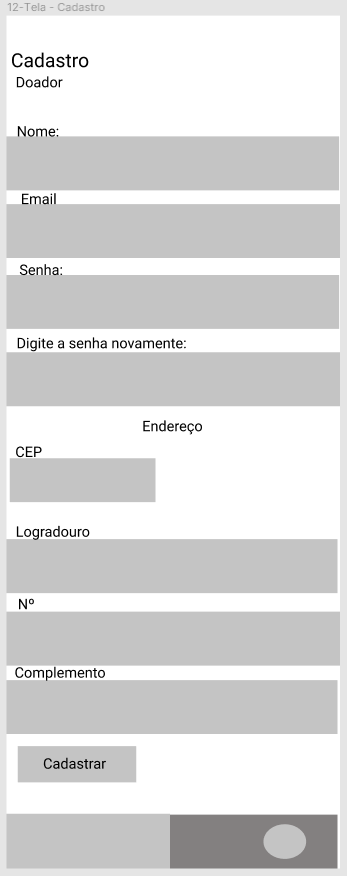 12-Tela - Cadastro
Cadastro
Doador
Nome:
Email
Senha:
Digite a senha novamente:
Endereço
CEP
Logradouro
Nº
Complemento
Cadastrar